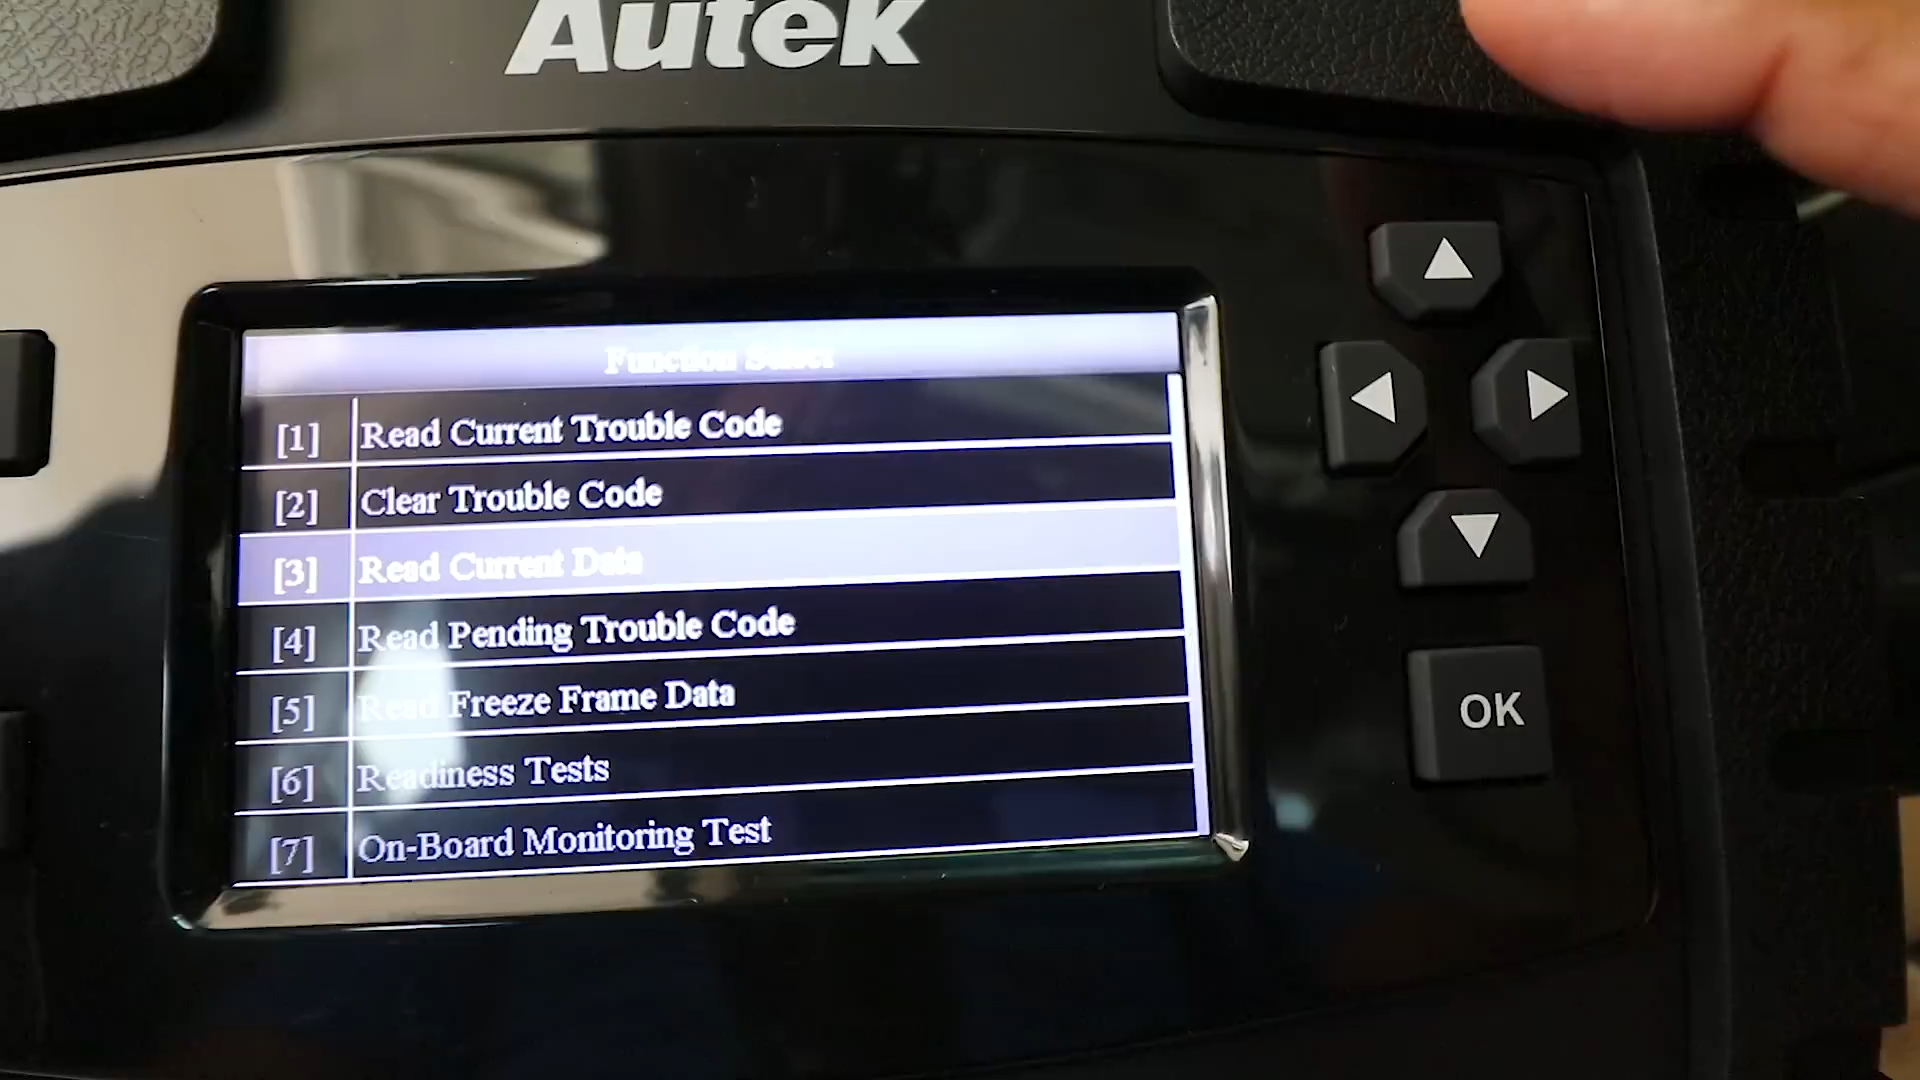 Autek
Function Select
[1] Read Current Trouble Code
[2] Clear Trouble Code
[3] Read Current Data
[4] Read Pending Trouble Code
[5] Read Freeze Frame Data
[6] Readiness Tests
[7] On-Board Monitoring Test
OK